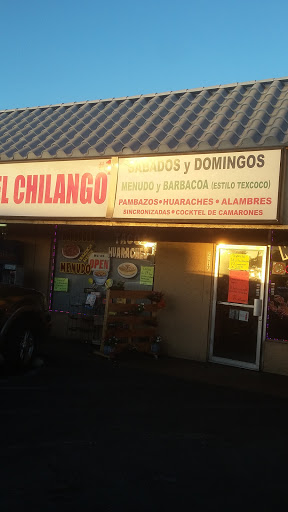 EL CHILANGO
SABADOS y DOMINGOS
MENUDO y BARBACOA (ESTILO TEXCOCO)
PAMBAZOS • HUARACHES • ALAMBRES
SINCRONIZADAS • COCKTEL DE CAMARONES
HUARACHES
MENUDO
OPEN